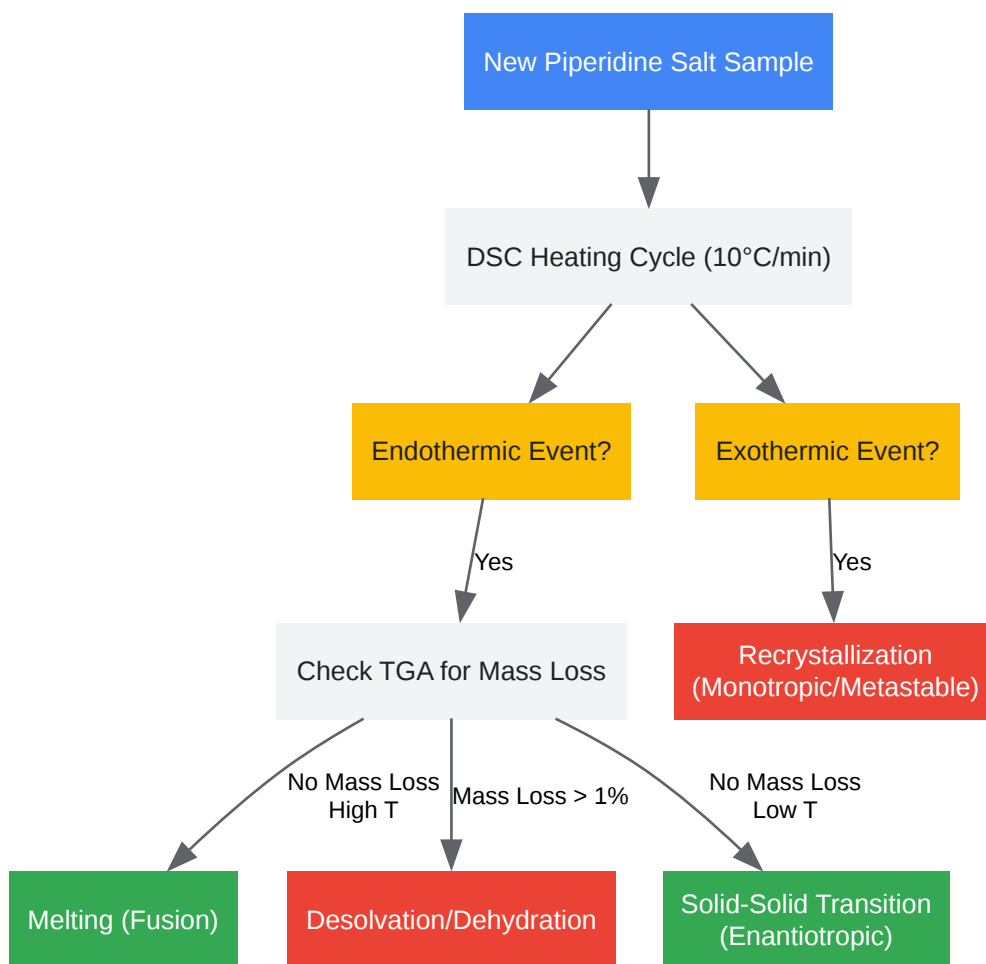 New Piperidine Salt Sample
DSC Heating Cycle (10°C/min)
Endothermic Event?
Exothermic Event?
Yes
Yes
Check TGA for Mass Loss
Recrystallization
(Monotropic/Metastable)
No Mass Loss
High T
Mass Loss > 1%
No Mass Loss
Low T
Melting (Fusion)
Desolvation/Dehydration
Solid-Solid Transition
(Enantiotropic)